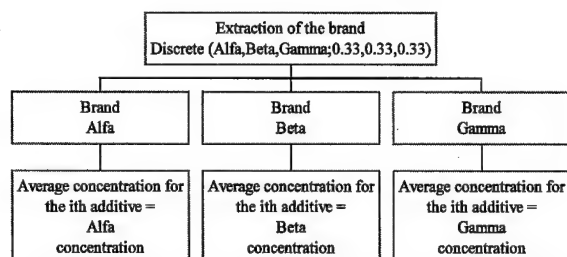 Extraction of the brand
Discrete (Alfa,Beta,Gamma;0.33,0.33,0.33)
Brand
Alfa
Brand
Beta
Brand
Gamma
Average concentration for
the ith additive =
Alfa
concentration
Average concentration for
the ith additive =
Beta
concentration
Average concentration for
the ith additive =
Gamma
concentration